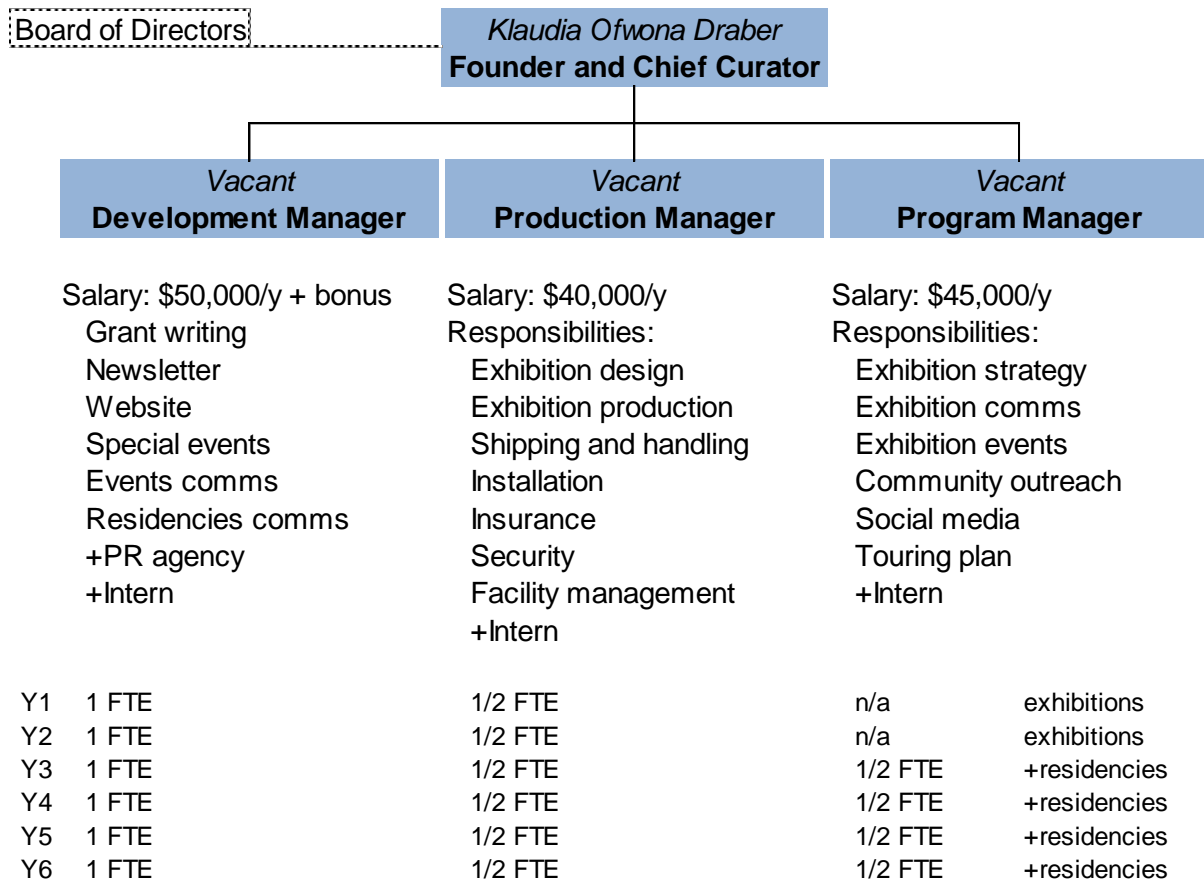 Board of Directors
Klaudia Ofwona Draber
Founder and Chief Curator
Vacant
Development Manager
Vacant
Production Manager
Vacant
Program Manager
Salary: $50,000/y + bonus
Grant writing
Newsletter
Website
Special events
Events comms
Residencies comms
+PR agency
+Intern
Salary: $40,000/y
Responsibilities:
Exhibition design
Exhibition production
Shipping and handling
Installation
Insurance
Security
Facility management
+Intern
Salary: $45,000/y
Responsibilities:
Exhibition strategy
Exhibition comms
Exhibition events
Community outreach
Social media
Touring plan
+Intern
Y1 1 FTE 1/2 FTE n/a exhibitions
Y2 1 FTE 1/2 FTE n/a exhibitions
Y3 1 FTE 1/2 FTE 1/2 FTE +residencies
Y4 1 FTE 1/2 FTE 1/2 FTE +residencies
Y5 1 FTE 1/2 FTE 1/2 FTE +residencies
Y6 1 FTE 1/2 FTE 1/2 FTE +residencies